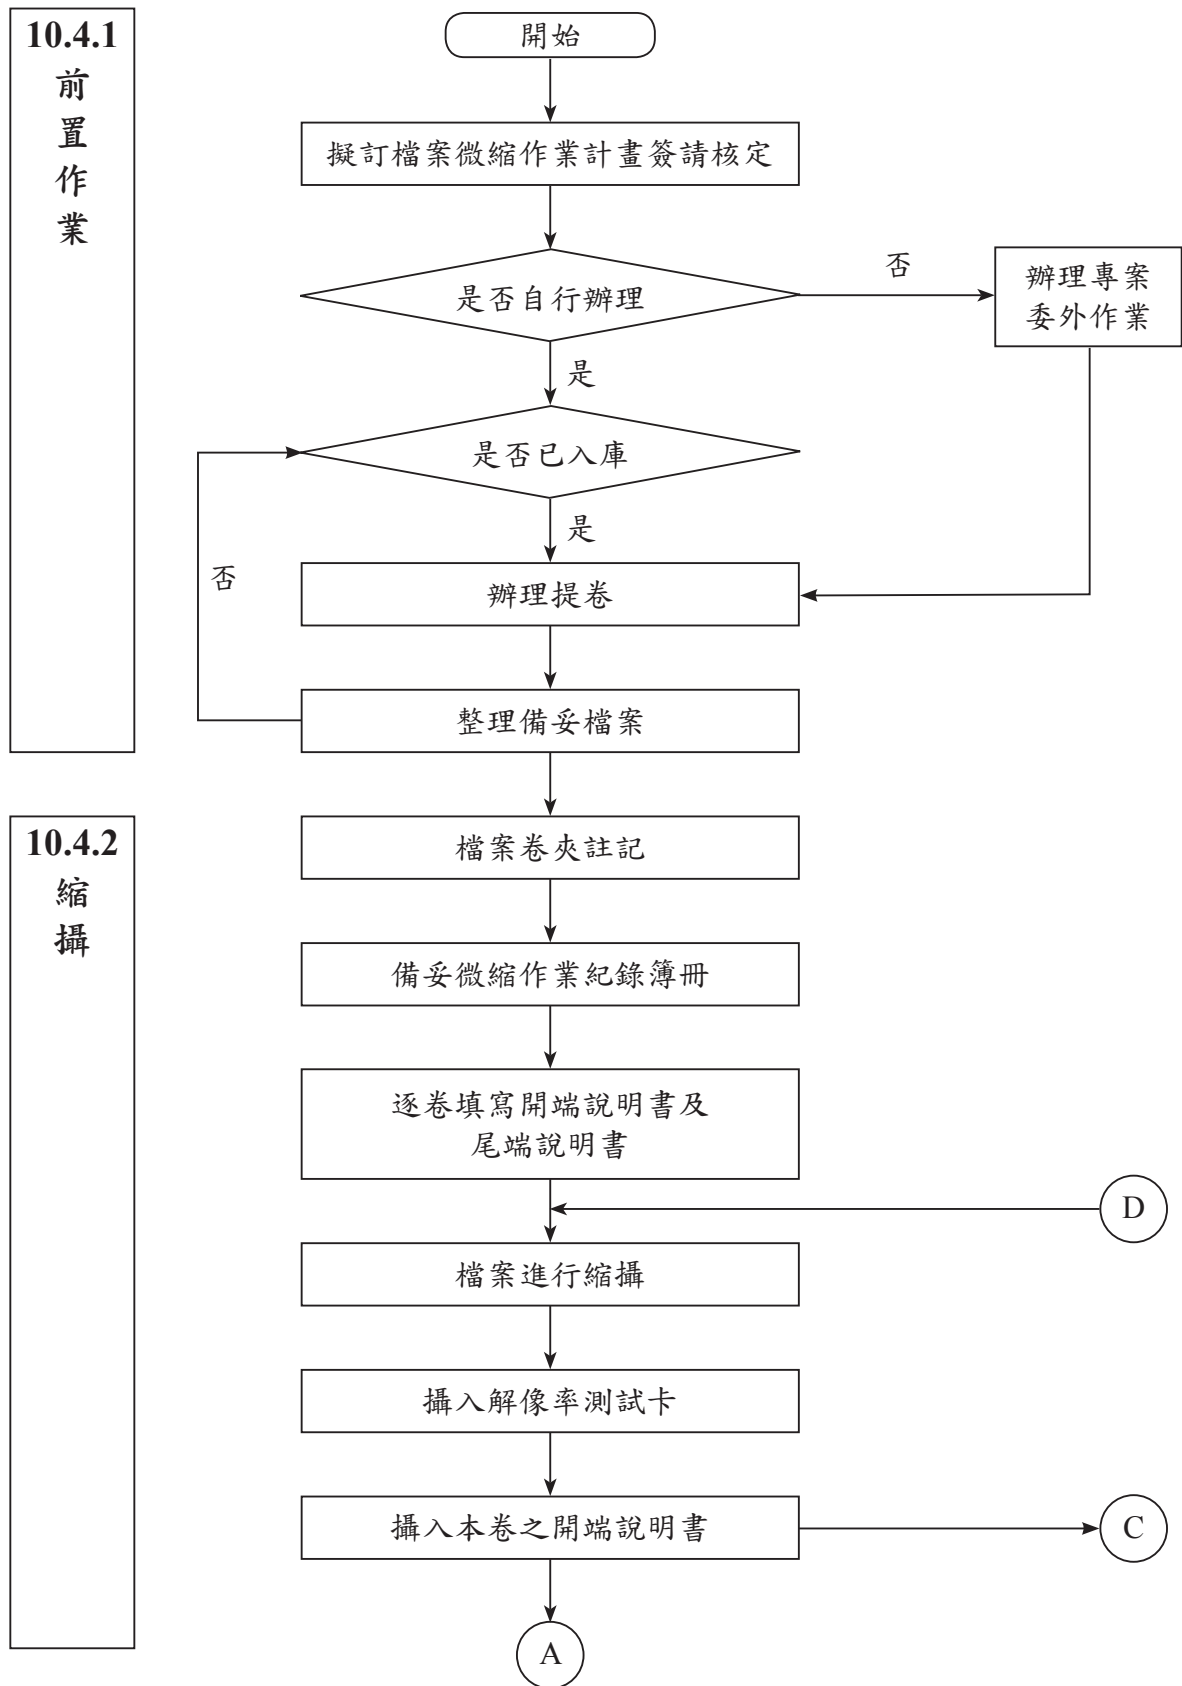 10.4.1
前
置
作
業
開始
擬訂檔案微縮作業計畫簽請核定
是否自行辦理
否
辦理專案
委外作業
是
是否已入庫
是
否
辦理提卷
整理備妥檔案
10.4.2
縮
攝
檔案卷夾註記
備妥微縮作業紀錄簿冊
逐卷填寫開端說明書及
尾端說明書
D
檔案進行縮攝
攝入解像率測試卡
攝入本卷之開端說明書
C
A